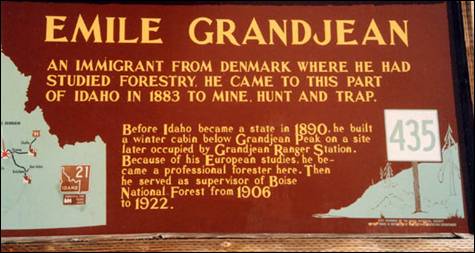 EMILE GRANDJEAN
AN IMMIGRANT FROM DENMARK WHERE HE HAD
STUDIED FORESTRY, HE CAME TO THIS PART
OF IDAHO IN 1883 TO MINE, HUNT AND TRAP.
Before Idaho became a state in 1890, he built
a winter cabin below Grandjean Peak on a site
later occupied by Grandjean Ranger Station.
Because of his European studies, he be-
came a professional forester here. Then
he served as supervisor of Boise
National Forest from 1906
to 1922.
435
21
IDAHO